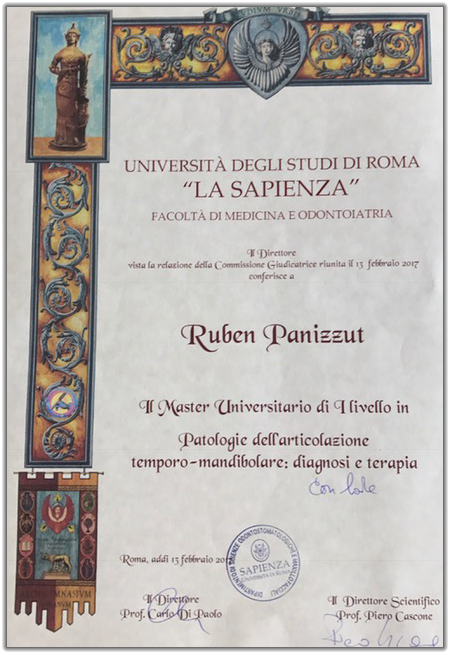 UNIVERSITÀ DEGLI STUDI DI ROMA
“LA SAPIENZA”
FACOLTÀ DI MEDICINA E ODONTOIATRIA
Il Direttore
vista la relazione della Commissione Giudicatrice riunita il 13 febbraio 2017
conferisce a
Ruben Panizzut
Il Master Universitario di I livello in
Patologie dell'articolazione
temporo-mandibolare: diagnosi e terapia
Con lode
Roma, addì 13 febbraio
SAPIENZA
UNIVERSITÀ DI ROMA
Il Direttore
Prof. Carlo Di Paolo
Il Direttore Scientifico
Prof. Piero Cascone